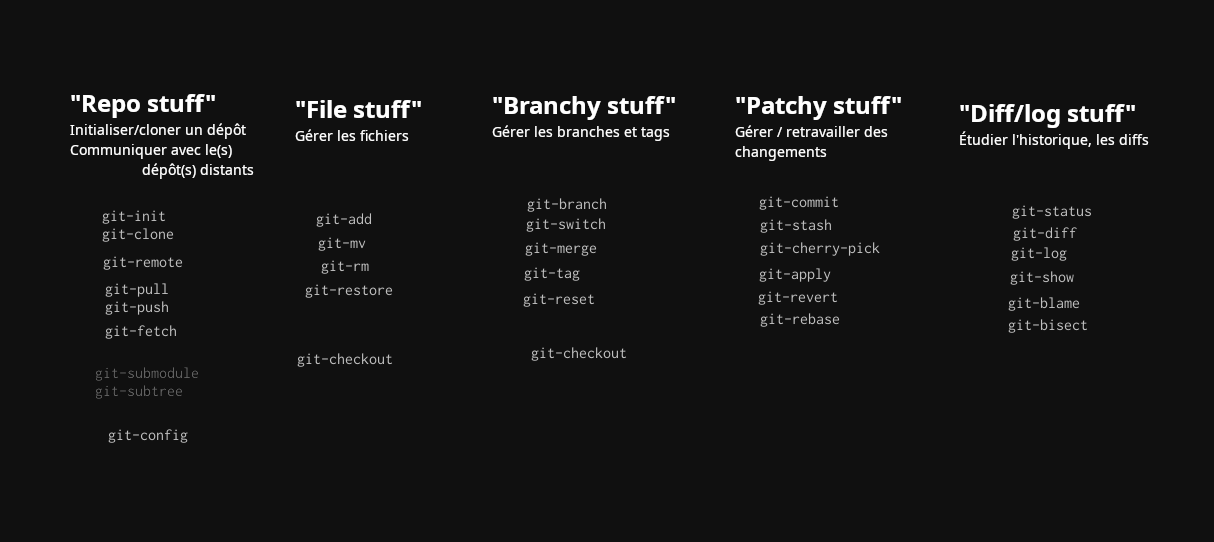 "Repo stuff"
Initialiser/cloner un dépôt
Communiquer avec le(s)
dépôt(s) distants
git-init
git-clone
git-remote
git-pull
git-push
git-fetch
git-submodule
git-subtree
git-config
"File stuff"
Gérer les fichiers
git-add
git-mv
git-rm
git-restore
git-checkout
"Branchy stuff"
Gérer les branches et tags
git-branch
git-switch
git-merge
git-tag
git-reset
git-checkout
"Patchy stuff"
Gérer / retravailler des
changements
git-commit
git-stash
git-cherry-pick
git-apply
git-revert
git-rebase
"Diff/log stuff"
Étudier l'historique, les diffs
git-status
git-diff
git-log
git-show
git-blame
git-bisect